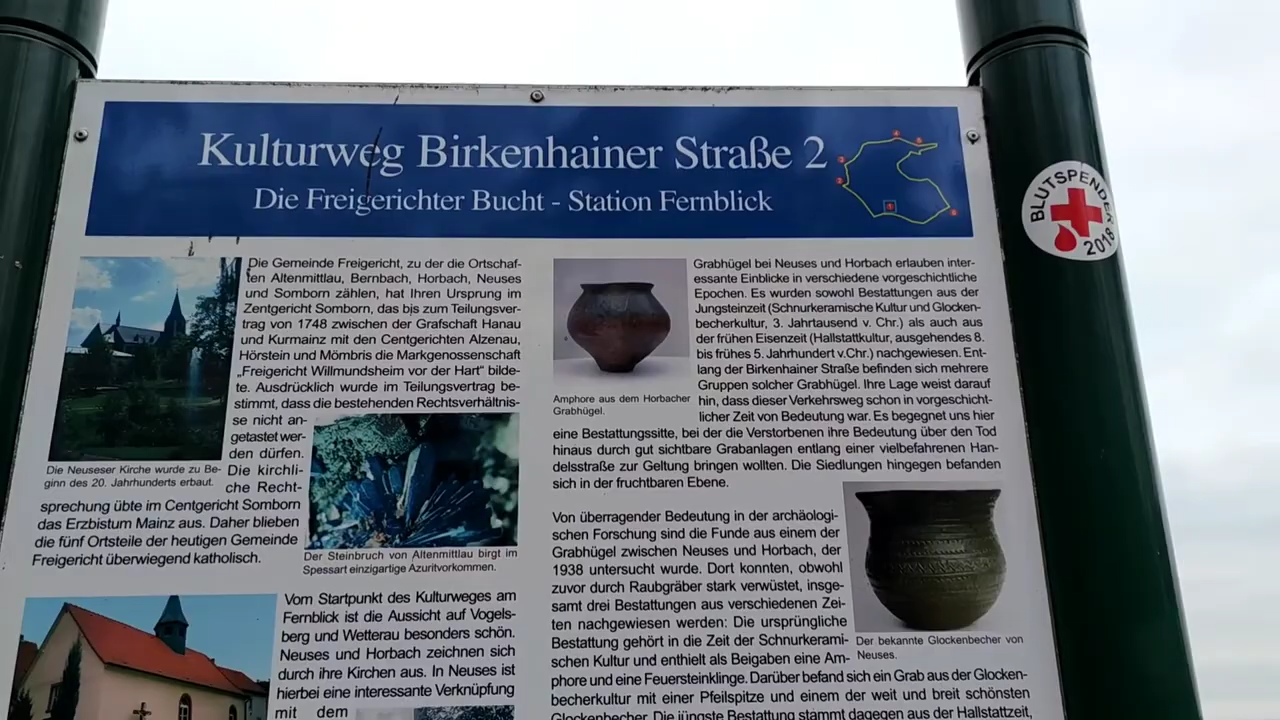 Kulturweg Birkenhainer Straße 2
Die Freigerichter Bucht - Station Fernblick
Die Gemeinde Freigericht, zu der die Ortschaf-
ten Altenmittlau, Bernbach, Horbach, Neuses
und Somborn zählen, hat Ihren Ursprung im
Zentgericht Somborn, das bis zum Teilungsver-
trag von 1748 zwischen der Grafschaft Hanau
und Kurmainz mit den Centgerichten Alzenau,
Hörstein und Mömbris die Markgenossenschaft
„Freigericht Willmundsheim vor der Hart“ bilde-
te. Ausdrücklich wurde im Teilungsvertrag be-
stimmt, dass die bestehenden Rechtsverhältnis-
se nicht an-
getastet wer-
den dürfen.
Die kirchli-
che Recht-
sprechung übte im Centgericht Somborn
das Erzbistum Mainz aus. Daher blieben
die fünf Ortsteile der heutigen Gemeinde
Freigericht überwiegend katholisch.
Die Neuseser Kirche wurde zu Be-
ginn des 20. Jahrhunderts erbaut.
Der Steinbruch von Altenmittlau birgt im
Spessart einzigartige Azuritvorkommen.
Vom Startpunkt des Kulturweges am
Fernblick ist die Aussicht auf Vogels-
berg und Wetterau besonders schön.
Neuses und Horbach zeichnen sich
durch ihre Kirchen aus. In Neuses ist
hierbei eine interessante Verknüpfung
mit dem
Amphore aus dem Horbacher
Grabhügel.
Grabhügel bei Neuses und Horbach erlauben inter-
essante Einblicke in verschiedene vorgeschichtliche
Epochen. Es wurden sowohl Bestattungen aus der
Jungsteinzeit (Schnurkeramische Kultur und Glocken-
becherkultur, 3. Jahrtausend v. Chr.) als auch aus
der frühen Eisenzeit (Hallstattkultur, ausgehendes 8.
bis frühes 5. Jahrhundert v.Chr.) nachgewiesen. Ent-
lang der Birkenhainer Straße befinden sich mehrere
Gruppen solcher Grabhügel. Ihre Lage weist darauf
hin, dass dieser Verkehrsweg schon in vorgeschicht-
licher Zeit von Bedeutung war. Es begegnet uns hier
eine Bestattungssitte, bei der die Verstorbenen ihre Bedeutung über den Tod
hinaus durch gut sichtbare Grabanlagen entlang einer vielbefahrenen Han-
delsstraße zur Geltung bringen wollten. Die Siedlungen hingegen befanden
sich in der fruchtbaren Ebene.
Von überragender Bedeutung in der archäologi-
schen Forschung sind die Funde aus einem der
Grabhügel zwischen Neuses und Horbach, der
1938 untersucht wurde. Dort konnten, obwohl
zuvor durch Raubgräber stark verwüstet, insge-
samt drei Bestattungen aus verschiedenen Zei-
ten nachgewiesen werden: Die ursprüngliche
Bestattung gehört in die Zeit der Schnurkerami-
schen Kultur und enthielt als Beigaben eine Am-
phore und eine Feuersteinklinge. Darüber befand sich ein Grab aus der Glocken-
becherkultur mit einer Pfeilspitze und einem der weit und breit schönsten
Glockenbecher. Die jüngste Bestattung stammt dagegen aus der Hallstattzeit,
Der bekannte Glockenbecher von
Neuses.
BLUTSPENDER
2018